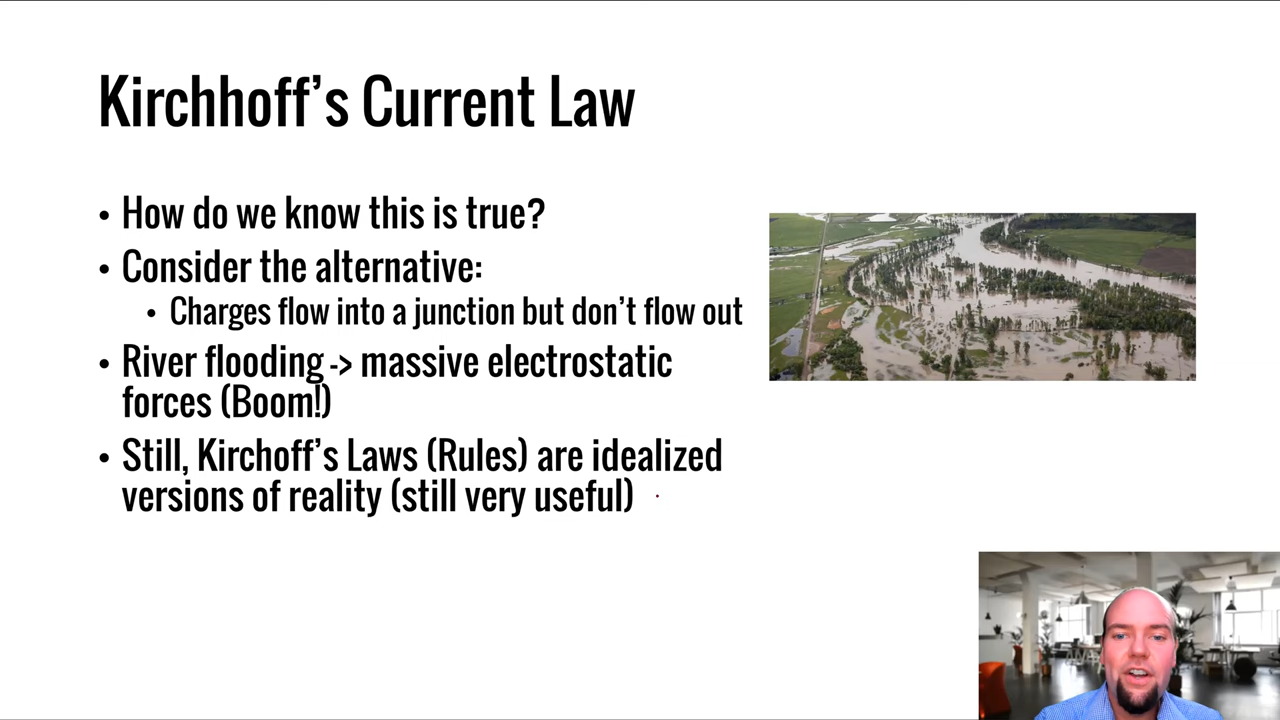 Kirchhoff’s Current Law
• How do we know this is true?
• Consider the alternative:
• Charges flow into a junction but don’t flow out
• River flooding -> massive electrostatic
forces (Boom!)
• Still, Kirchoff’s Laws (Rules) are idealized
versions of reality (still very useful)